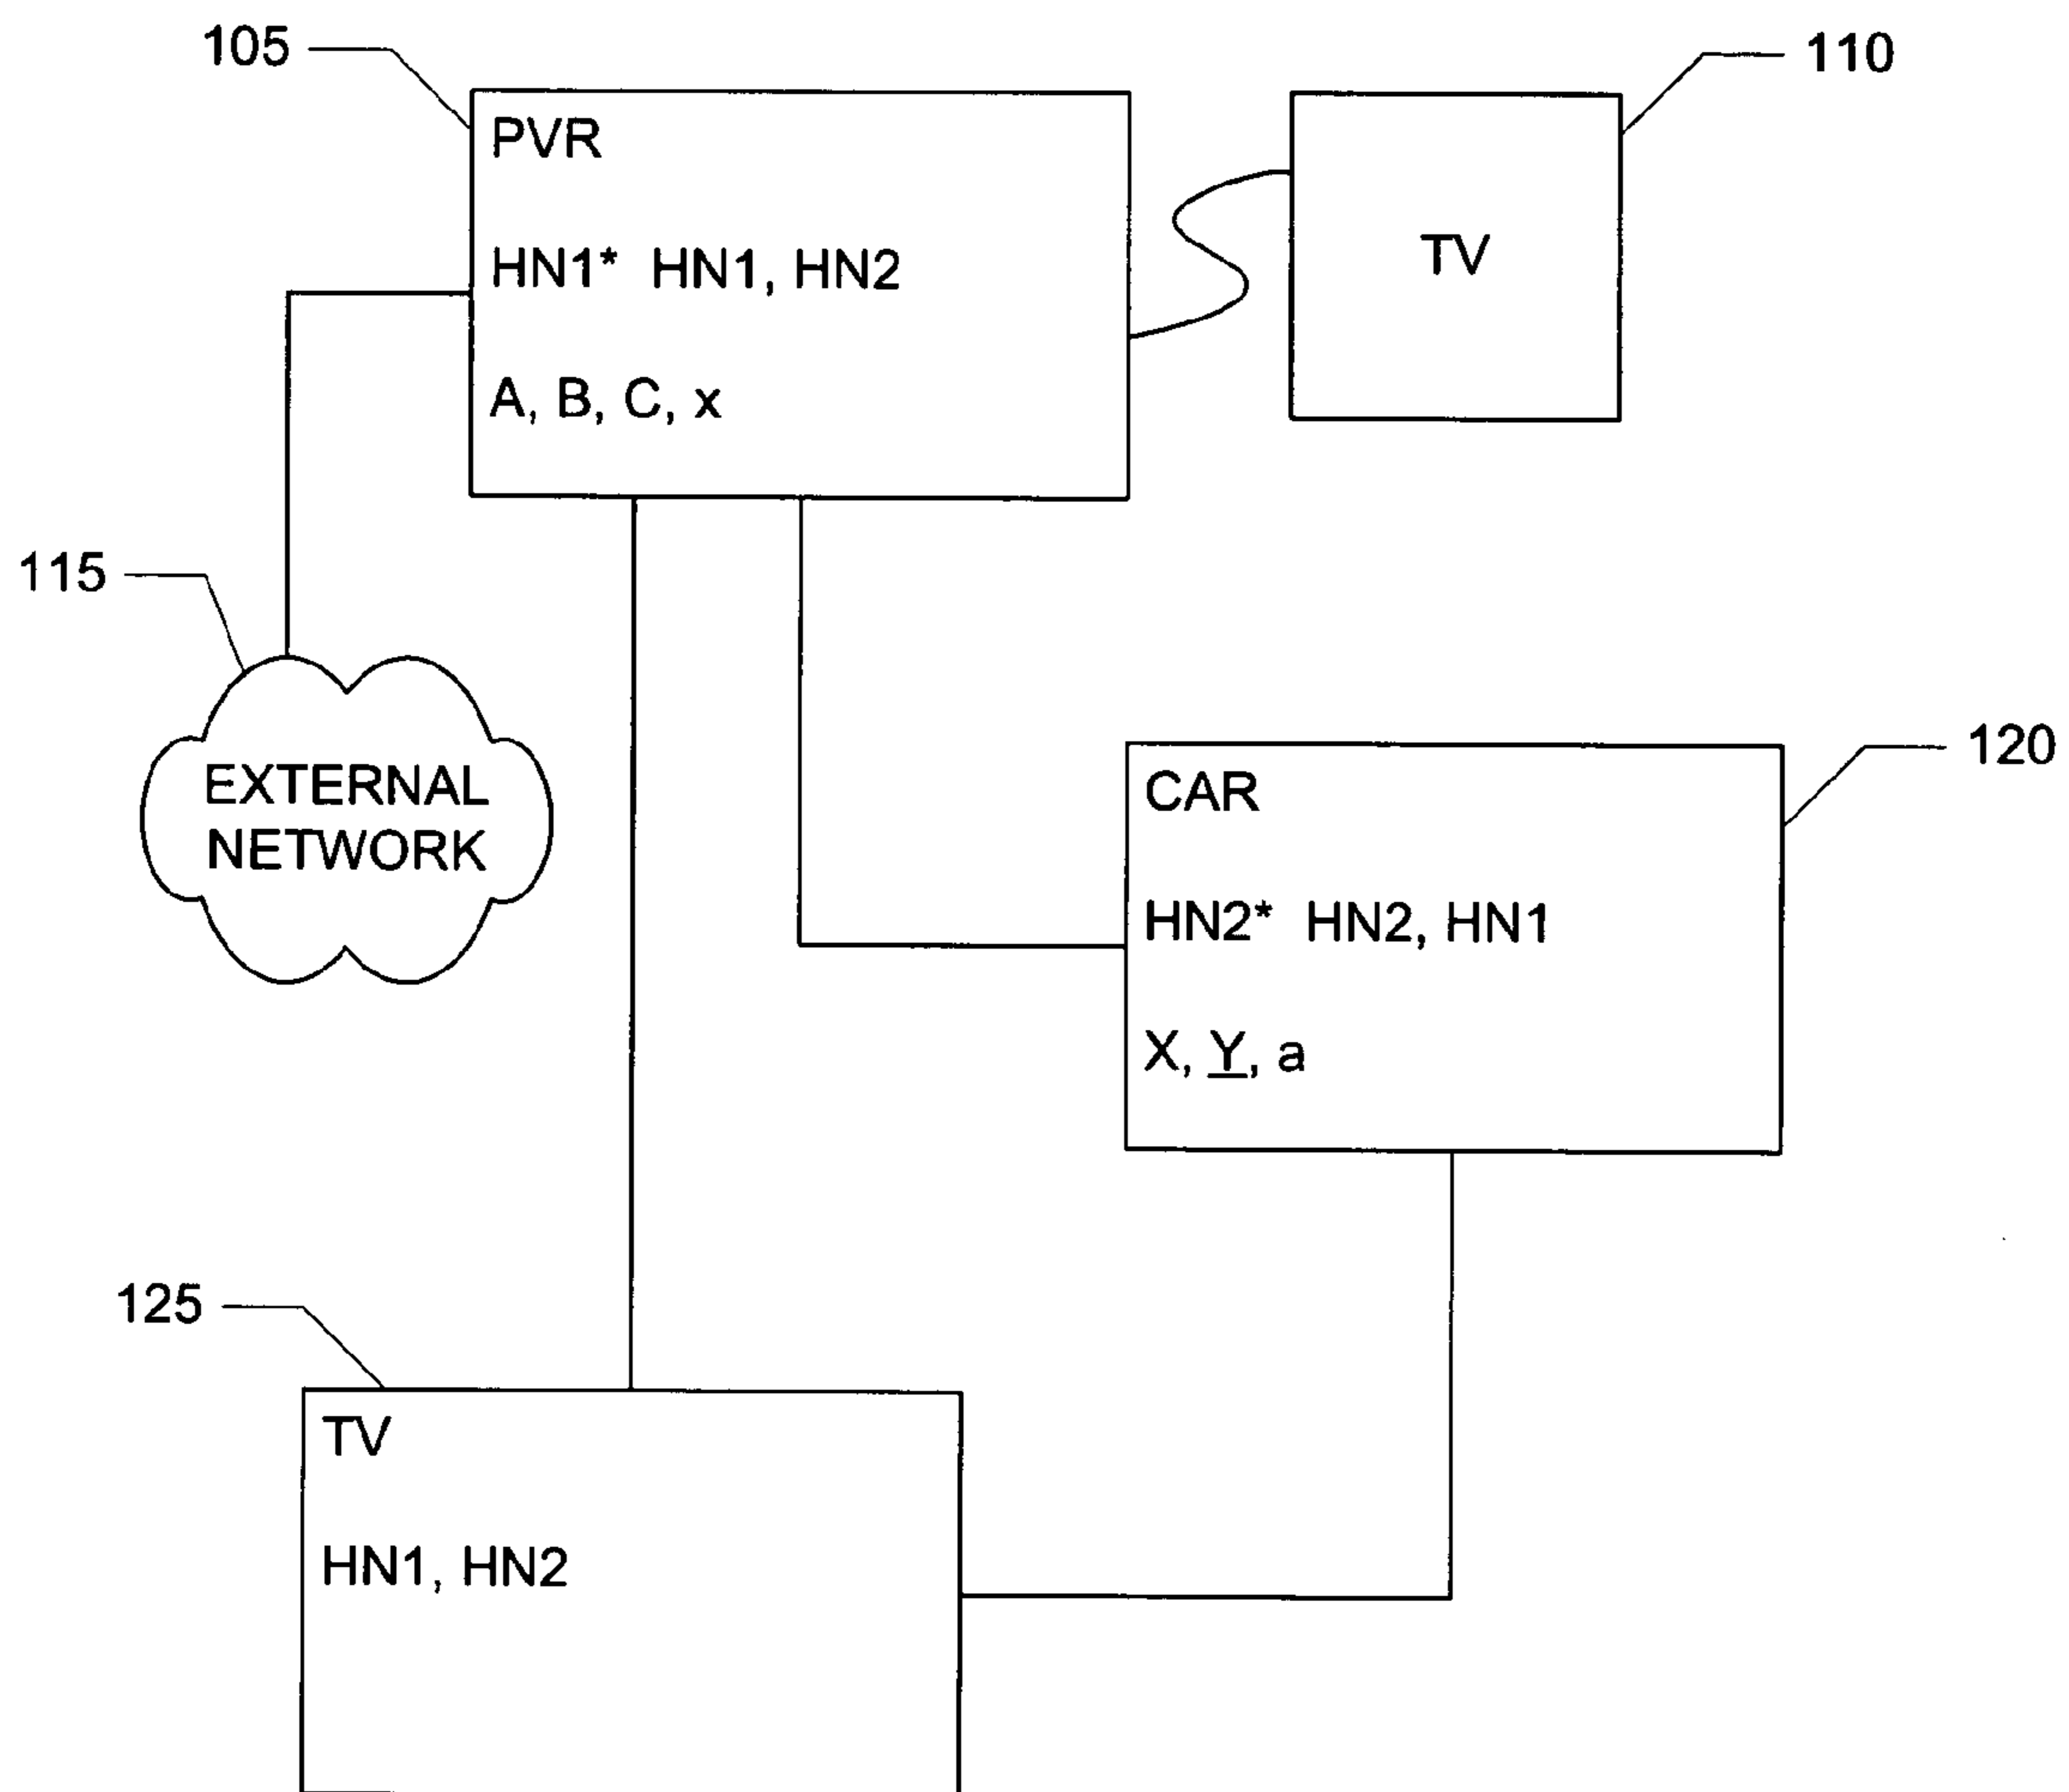 105
110
PVR
HN1* HN1, HN2
A, B, C, x
TV
115
EXTERNAL
NETWORK
120
CAR
HN2* HN2, HN1
X, Y, a
125
TV
HN1, HN2